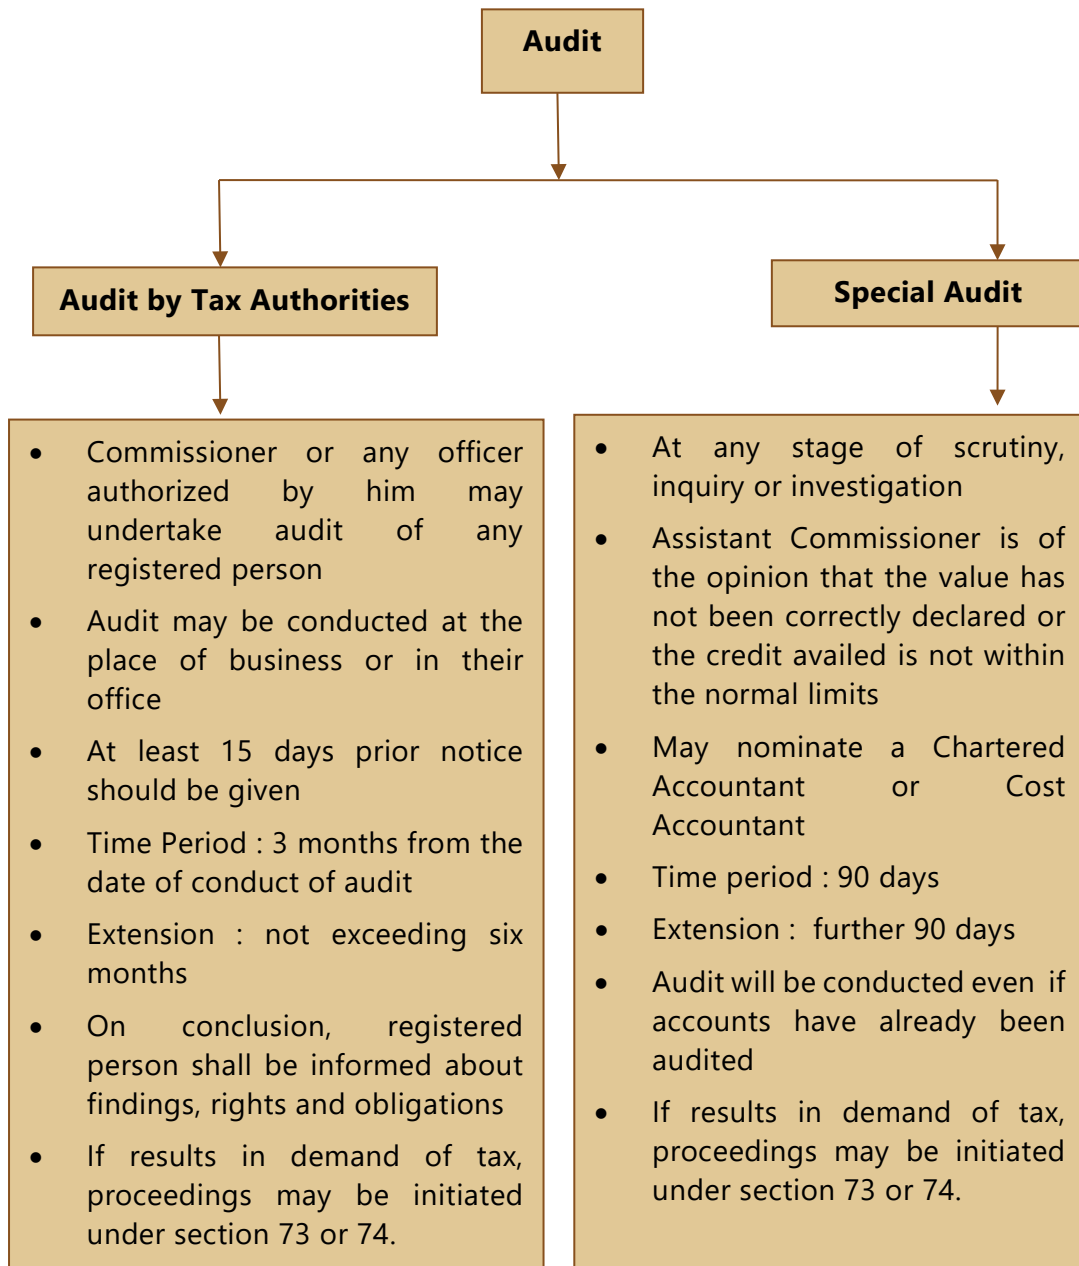 Audit
Audit by Tax Authorities
Special Audit
• Commissioner or any officer
authorized by him may
undertake audit of any
registered person
• Audit may be conducted at the
place of business or in their
office
• At least 15 days prior notice
should be given
• Time Period : 3 months from the
date of conduct of audit
• Extension : not exceeding six
months
• On conclusion, registered
person shall be informed about
findings, rights and obligations
• If results in demand of tax,
proceedings may be initiated
under section 73 or 74.
• At any stage of scrutiny,
inquiry or investigation
• Assistant Commissioner is of
the opinion that the value has
not been correctly declared or
the credit availed is not within
the normal limits
• May nominate a Chartered
Accountant or Cost
Accountant
• Time period : 90 days
• Extension : further 90 days
• Audit will be conducted even if
accounts have already been
audited
• If results in demand of tax,
proceedings may be initiated
under section 73 or 74.